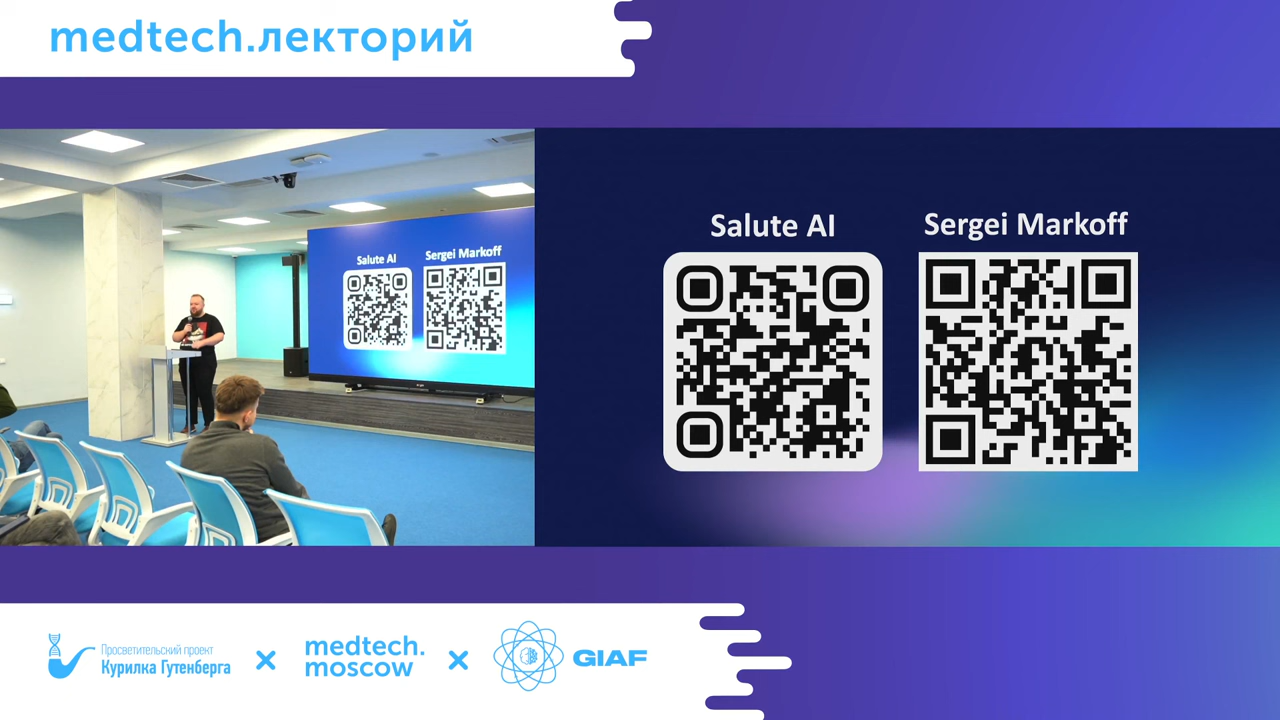 medtech.лекторий
Salute AI
Sergei Markoff
Salute AI
Sergei Markoff
Просветительский проект
Курилка Гутенберга
medtech.
moscow
GIAF